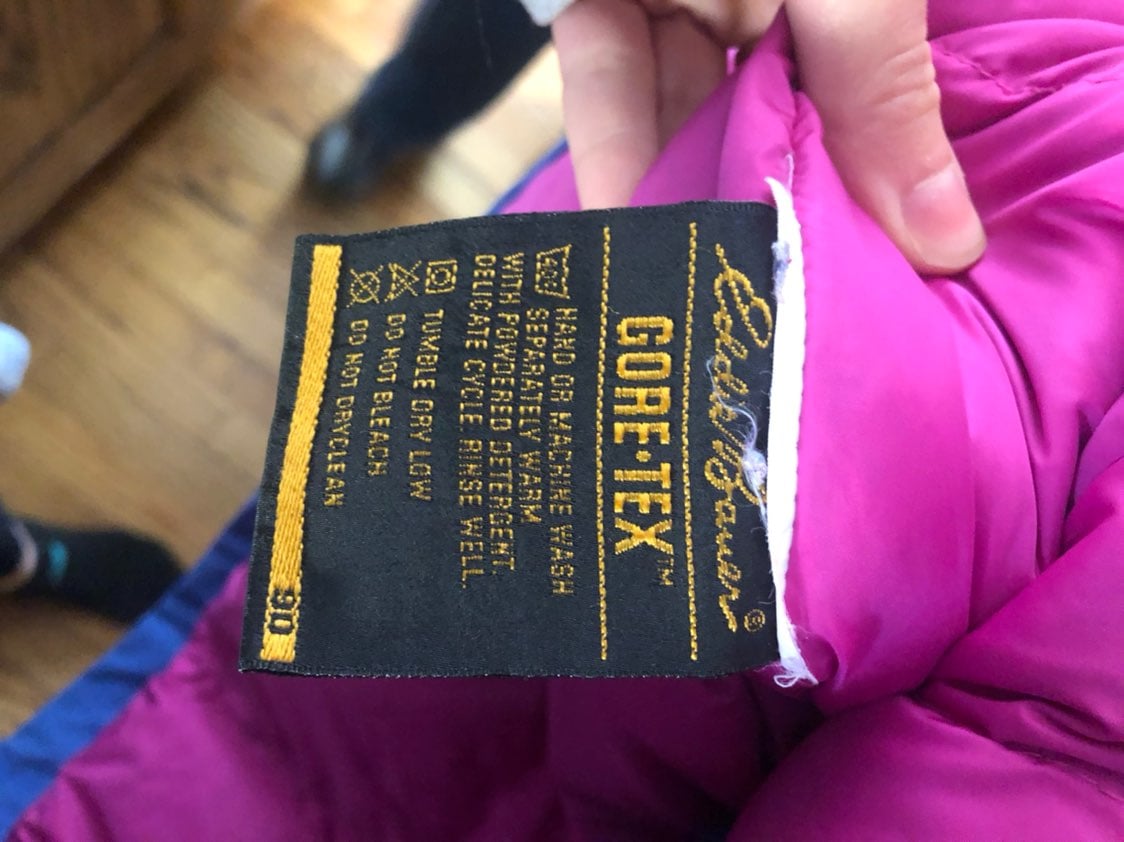 Eddie Bauer®
GORE-TEX™
HAND OR MACHINE WASH
SEPARATELY WARM
WITH POWDERED DETERGENT.
DELICATE CYCLE RINSE WELL.
TUMBLE DRY LOW
DO NOT BLEACH
DO NOT DRYCLEAN